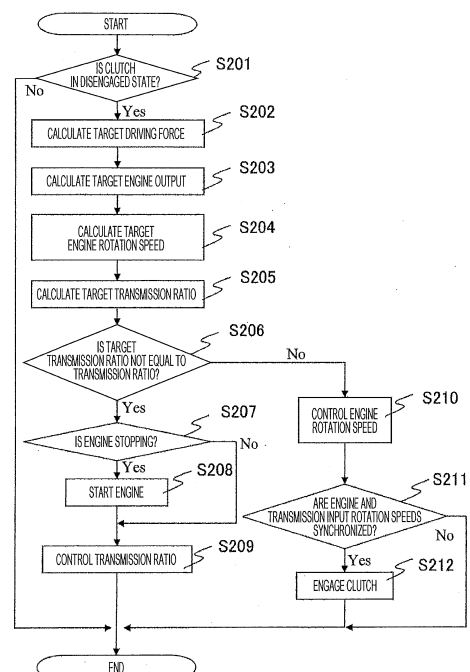 START
IS CLUTCH
IN DISENGAGED STATE?
S201
No
Yes
S202
CALCULATE TARGET DRIVING FORCE
S203
CALCULATE TARGET ENGINE OUTPUT
S204
CALCULATE TARGET
ENGINE ROTATION SPEED
S205
CALCULATE TARGET TRANSMISSION RATIO
S206
IS TARGET
TRANSMISSION RATIO NOT EQUAL TO
TRANSMISSION RATIO?
No
Yes
S207
IS ENGINE STOPPING?
No
Yes
S208
START ENGINE
S209
CONTROL TRANSMISSION RATIO
S210
CONTROL ENGINE
ROTATION SPEED
S211
ARE ENGINE AND
TRANSMISSION INPUT ROTATION SPEEDS
SYNCHRONIZED?
No
Yes
S212
ENGAGE CLUTCH
END